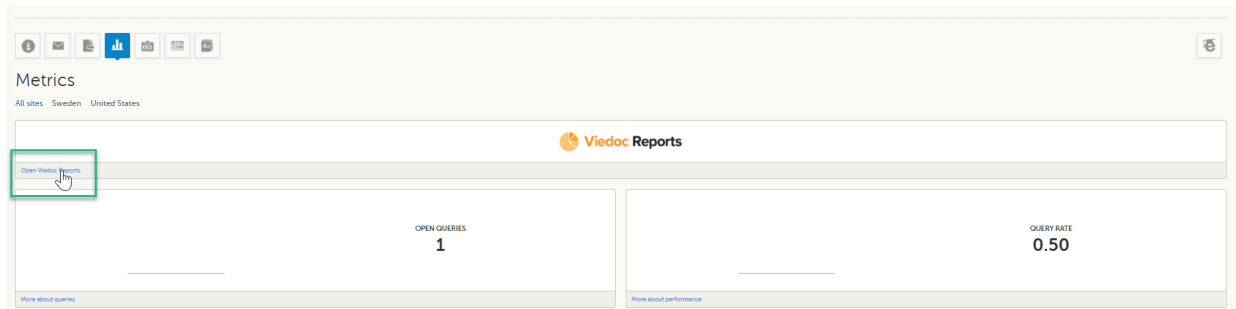 Metrics
All sites Sweden United States
Viedoc Reports
Open Viedoc Reports
OPEN QUERIES
1
QUERY RATE
0.50
More about queries
More about performance